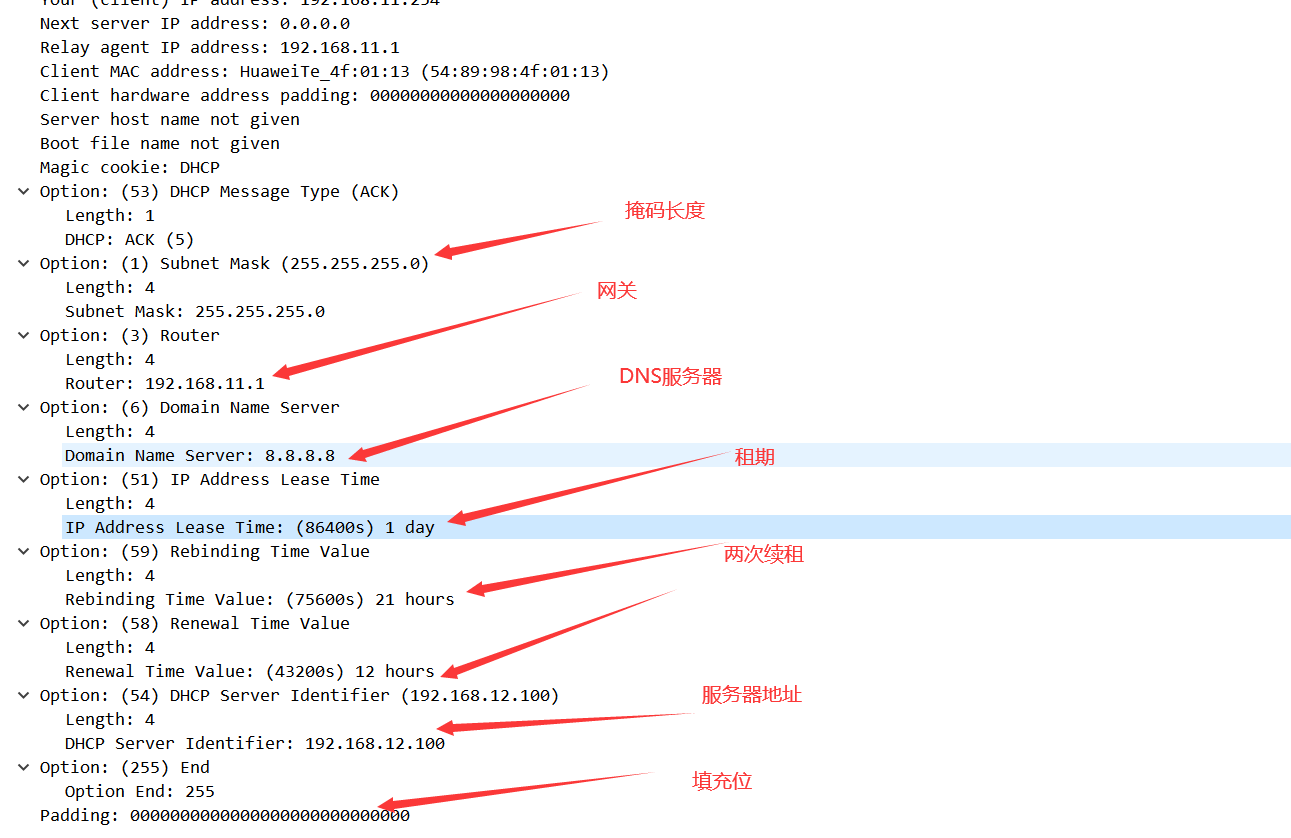 Your (client) IP address: 192.168.11.254
Next server IP address: 0.0.0.0
Relay agent IP address: 192.168.11.1
Client MAC address: HuaweiTe_4f:01:13 (54:89:98:4f:01:13)
Client hardware address padding: 00000000000000000000
Server host name not given
Boot file name not given
Magic cookie: DHCP
Option: (53) DHCP Message Type (ACK)
Length: 1
掩码长度
DHCP: ACK (5)
Option: (1) Subnet Mask (255.255.255.0)
Length: 4
网关
Subnet Mask: 255.255.255.0
Option: (3) Router
Length: 4
Router: 192.168.11.1
DNS服务器
Option: (6) Domain Name Server
Length: 4
Domain Name Server: 8.8.8.8
租期
Option: (51) IP Address Lease Time
Length: 4
IP Address Lease Time: (86400s) 1 day
Option: (59) Rebinding Time Value
两次续租
Length: 4
Rebinding Time Value: (75600s) 21 hours
Option: (58) Renewal Time Value
Length: 4
Renewal Time Value: (43200s) 12 hours
Option: (54) DHCP Server Identifier (192.168.12.100)
服务器地址
Length: 4
DHCP Server Identifier: 192.168.12.100
Option: (255) End
填充位
Option End: 255
Padding: 0000000000000000000000000000